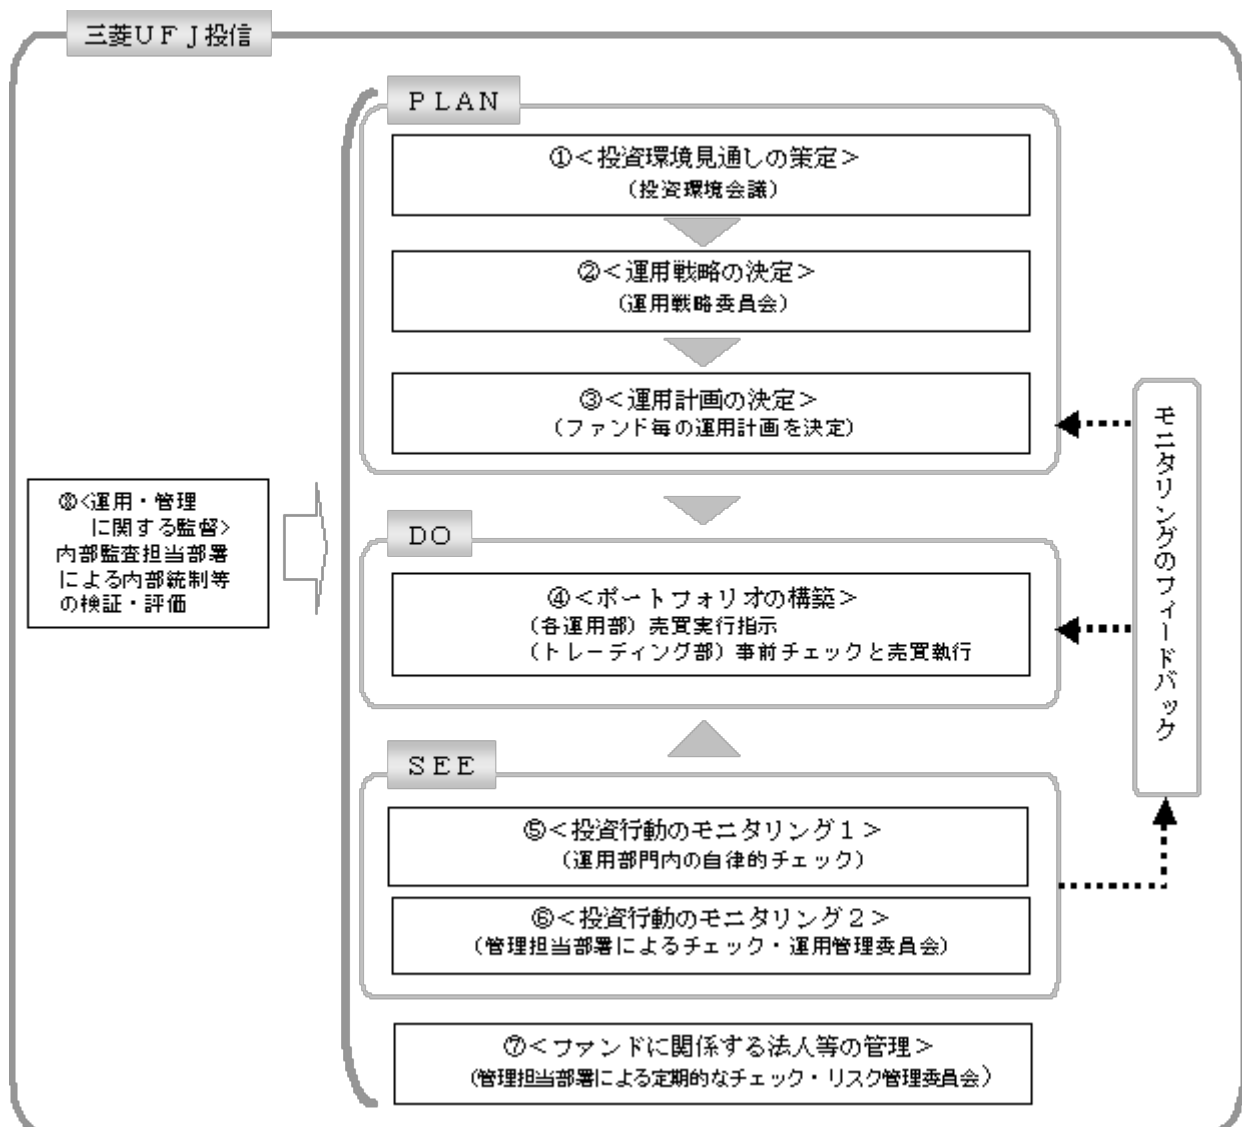 三菱ＵＦＪ投信
ＰＬＡＮ
①＜投資環境見通しの策定＞
（投資環境会議）
②＜運用戦略の決定＞
（運用戦略委員会）
③＜運用計画の決定＞
（ファンド毎の運用計画を決定）
ＤＯ
④＜ポートフォリオの構築＞
（各運用部）売買実行指示
（トレーディング部）事前チェックと売買執行
ＳＥＥ
⑤＜投資行動のモニタリング１＞
（運用部門内の自律的チェック）
⑥＜投資行動のモニタリング２＞
（管理担当部署によるチェック・運用管理委員会）
⑦＜ファンドに関係する法人等の管理＞
（管理担当部署による定期的なチェック・リスク管理委員会）
⑧<運用・管理
に関する監督>
内部監査担当部署
による内部統制等
の検証・評価
モニタリングのフィードバック